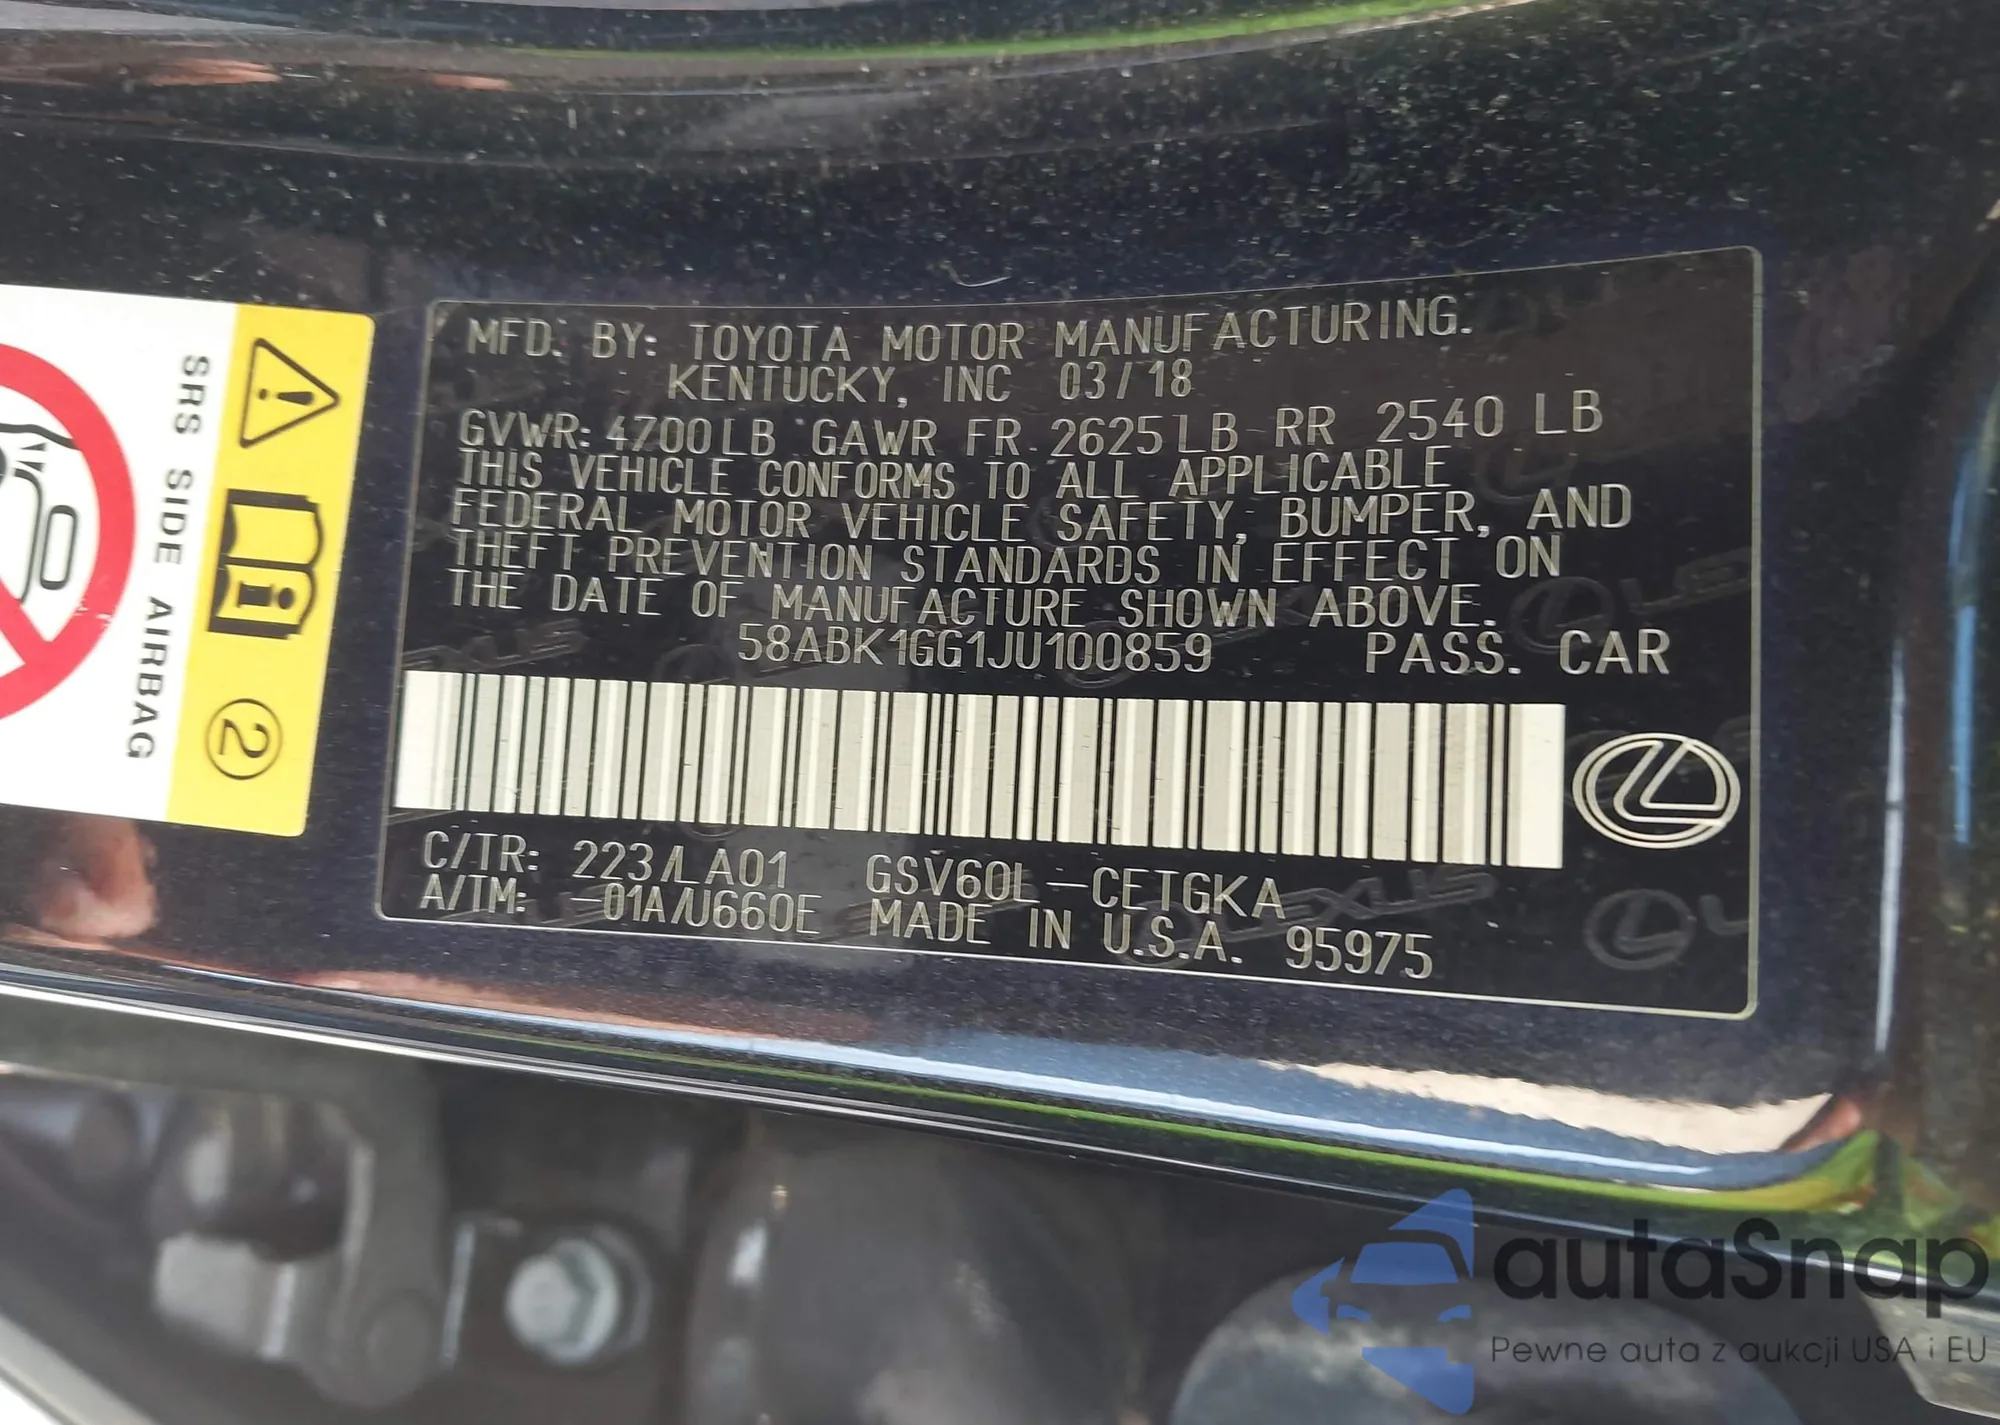 MFD. BY: TOYOTA MOTOR MANUFACTURING.
KENTUCKY, INC 03/18
GVWR: 4700LB GAWR FR 2625LB RR 2540 LB
THIS VEHICLE CONFORMS TO ALL APPLICABLE
FEDERAL MOTOR VEHICLE SAFETY, BUMPER, AND
THEFT PREVENTION STANDARDS IN EFFECT ON
THE DATE OF MANUFACTURE SHOWN ABOVE.
58ABK1GG1JU100859 PASS. CAR
C/TR: 223/LA01 GSV60L-CETGKA
A/TM: -01A/U660E MADE IN U.S.A. 95975
SRS SIDE AIRBAG
2
LEXUS
autaSnap
Pewne auta z aukcji USA i EU